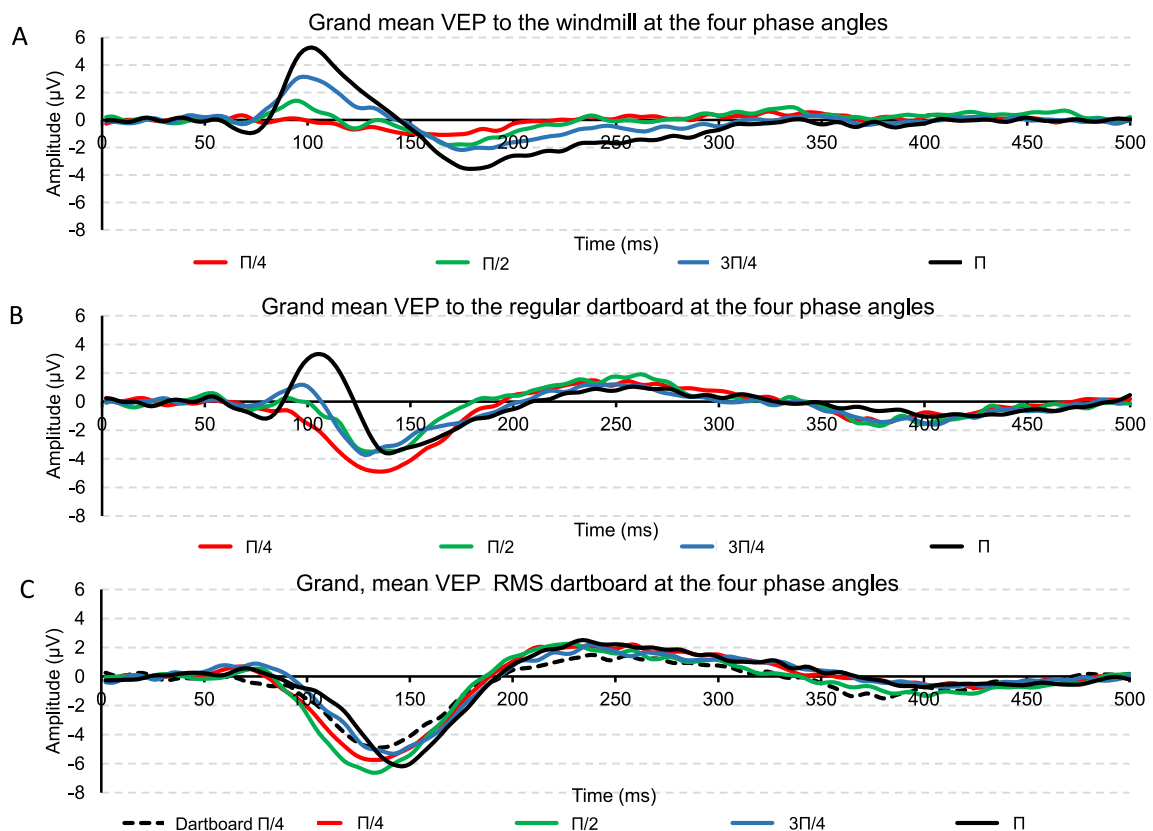 A
Grand mean VEP to the windmill at the four phase angles
Amplitude (µV)
6
4
2
0
-2
-4
-6
-8
0 50 100 150 200 250 300 350 400 450 500
Time (ms)
Π/4 Π/2 3Π/4 Π
B
Grand mean VEP to the regular dartboard at the four phase angles
Amplitude (µV)
6
4
2
0
-2
-4
-6
-8
0 50 100 150 200 250 300 350 400 450 500
Time (ms)
Π/4 Π/2 3Π/4 Π
C
Grand, mean VEP RMS dartboard at the four phase angles
Amplitude (µV)
6
4
2
0
-2
-4
-6
-8
0 50 100 150 200 250 300 350 400 450 500
Time (ms)
Dartboard Π/4 Π/4 Π/2 3Π/4 Π